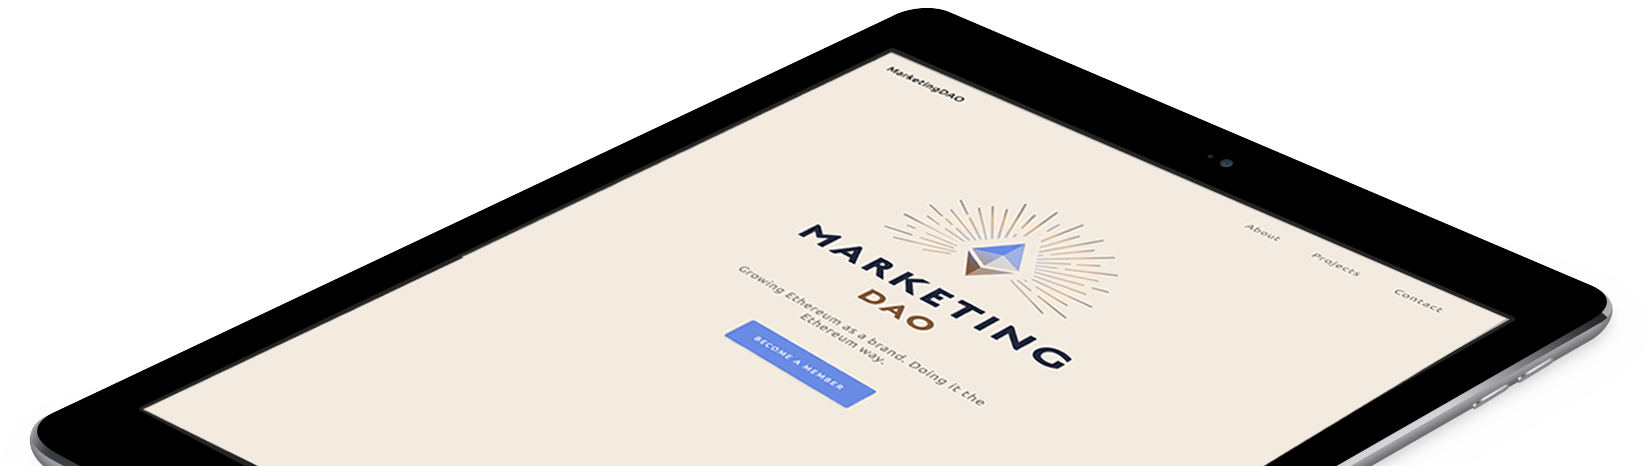 MarketingDAO
About
Projects
Contact
MARKETING
DAO
Growing Ethereum as a brand. Doing it the
Ethereum way.
BECOME A MEMBER